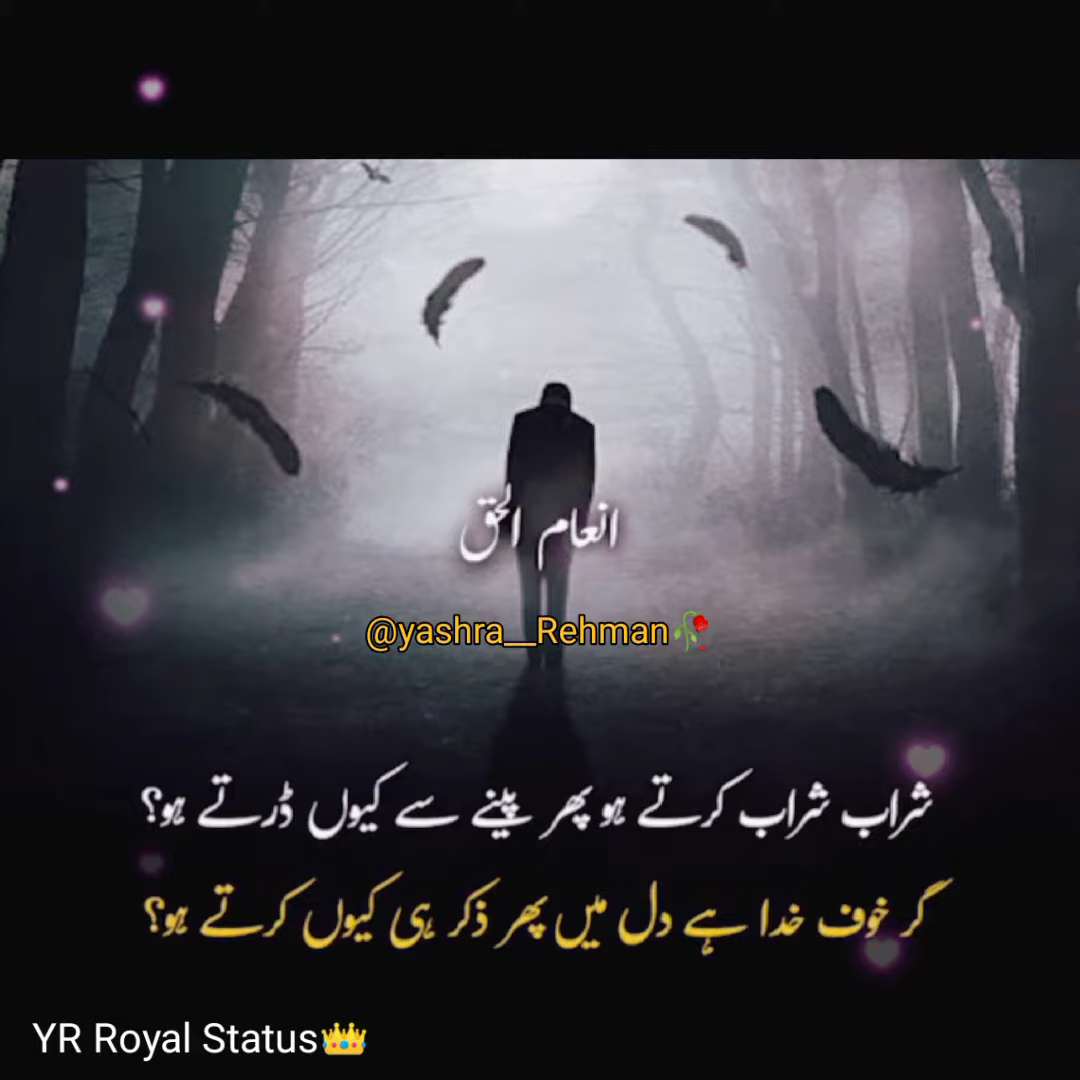 انعام الحق
@yashra__Rehman🥀
شراب شراب کرتے ہو پھر پینے سے کیوں ڈرتے ہو؟
گر خوف خدا ہے دل میں پھر ذکر ہی کیوں کرتے ہو؟
YR Royal Status👑